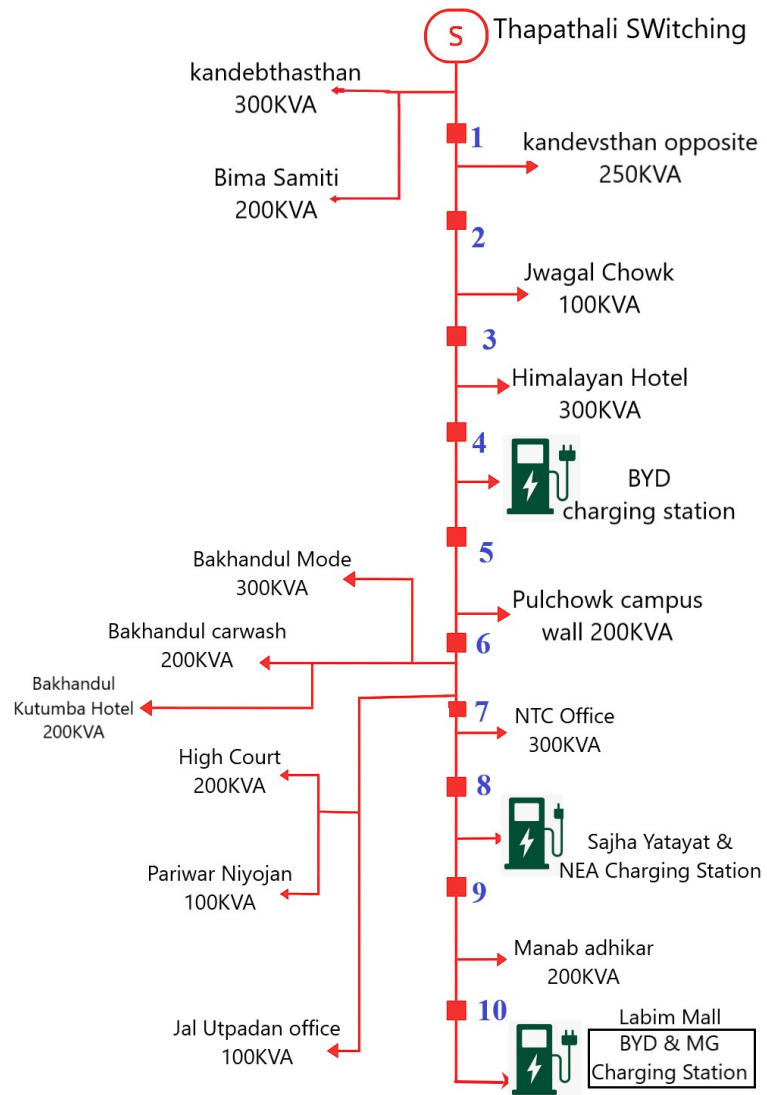 S
Thapathali SWitching
kandebthasthan
300KVA
1
kandevsthan opposite
250KVA
Bima Samiti
200KVA
2
Jwagal Chowk
100KVA
3
Himalayan Hotel
300KVA
4
BYD
charging station
5
Bakhandul Mode
300KVA
Pulchowk campus
wall 200KVA
Bakhandul carwash
200KVA
6
Bakhandul
Kutumba Hotel
200KVA
7
NTC Office
300KVA
High Court
200KVA
8
Sajha Yatayat &
NEA Charging Station
Pariwar Niyojan
100KVA
9
Manab adhikar
200KVA
10
Jal Utpadan office
100KVA
Labim Mall
BYD & MG
Charging Station